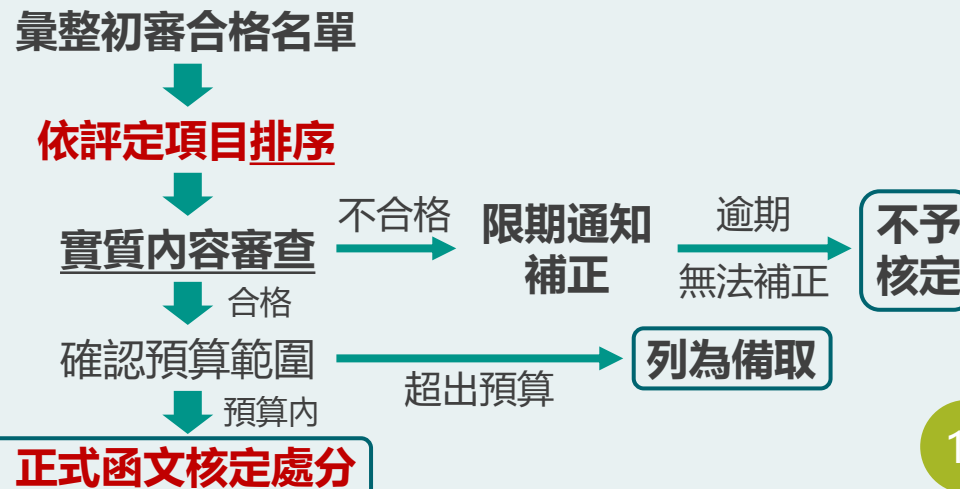 彙整初審合格名單
依評定項目排序
實質內容審查
不合格
限期通知
補正
逾期
無法補正
不予
核定
合格
確認預算範圍
超出預算
列為備取
預算內
正式函文核定處分
1